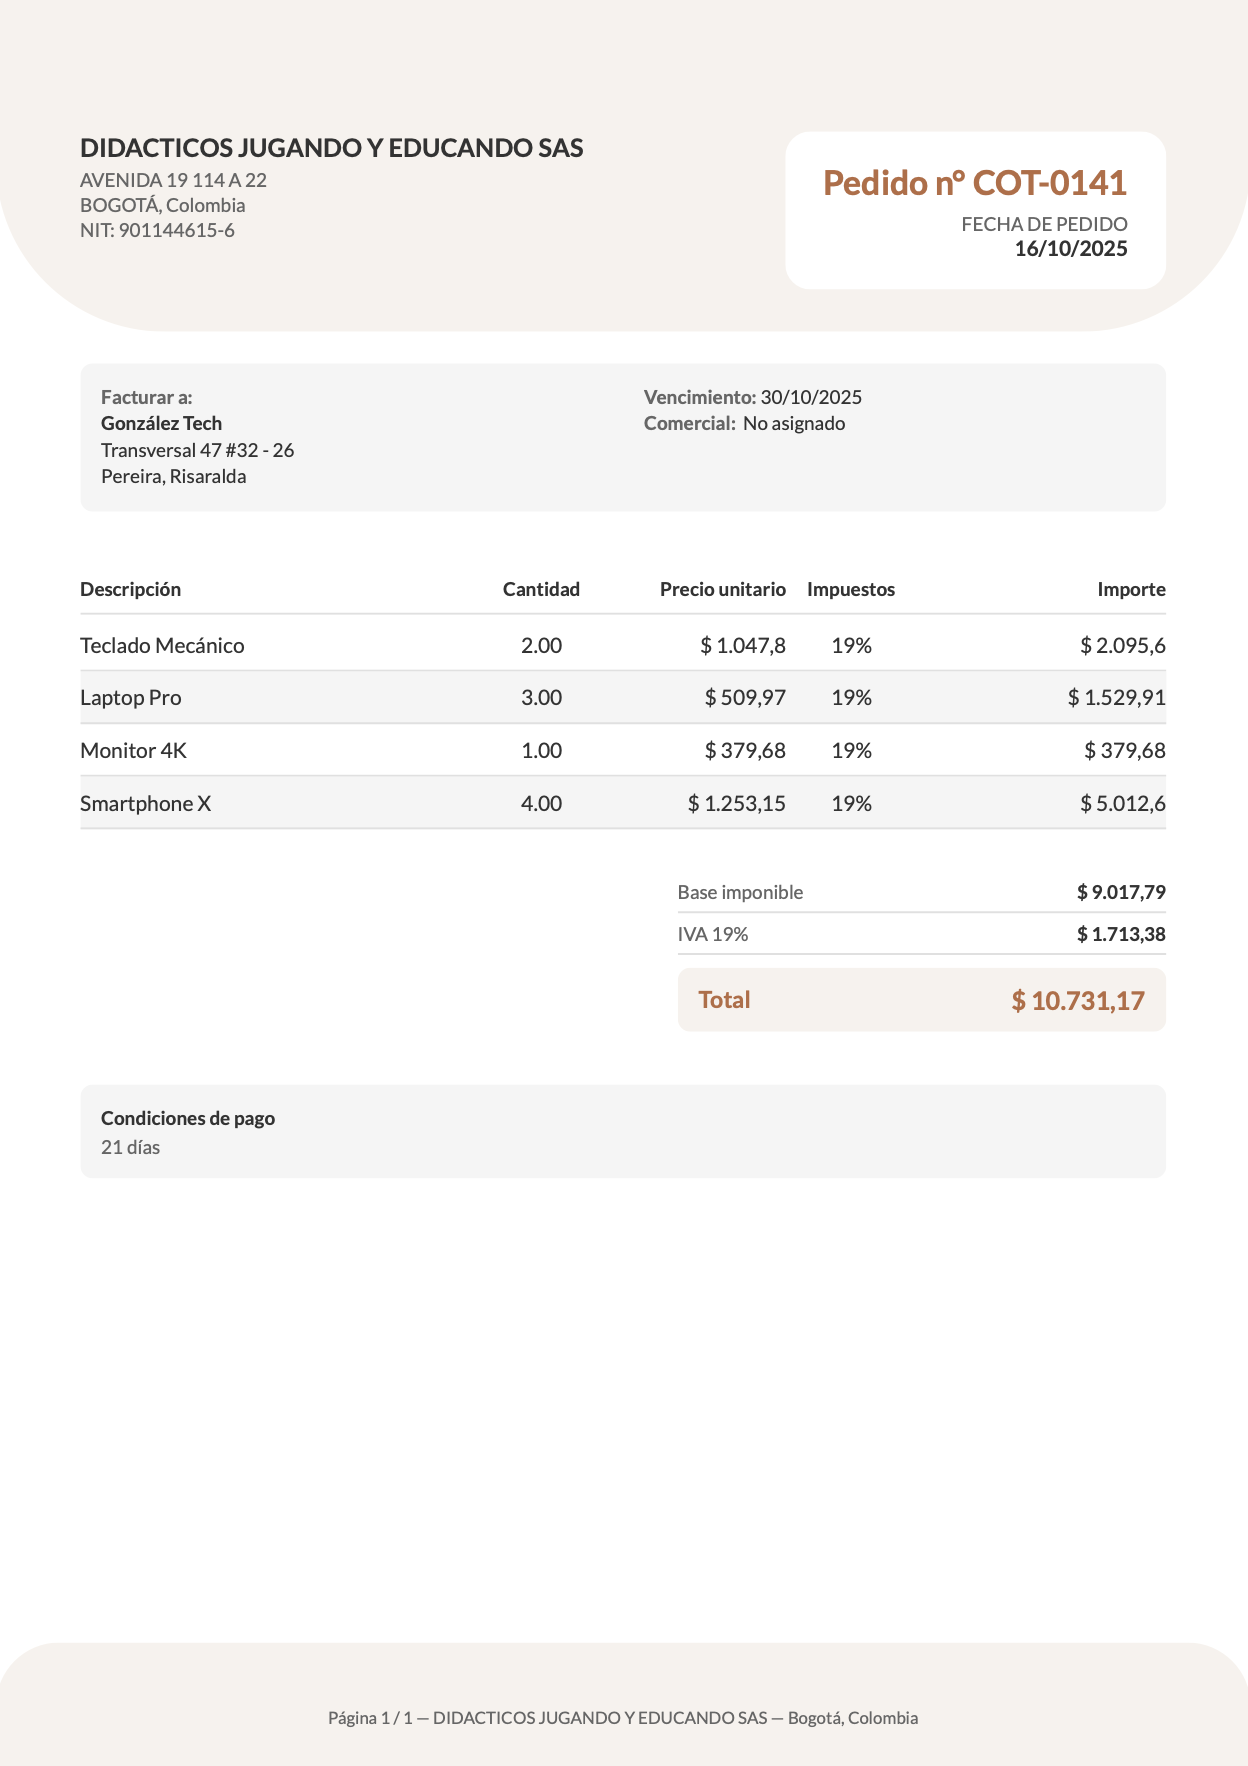 DIDACTICOS JUGANDO Y EDUCANDO SAS
AVENIDA 19 114 A 22
BOGOTÁ, Colombia
NIT: 901144615-6
Pedido nº COT-0141
FECHA DE PEDIDO
16/10/2025
Facturar a:
González Tech
Transversal 47 #32 - 26
Pereira, Risaralda
Vencimiento: 30/10/2025
Comercial: No asignado
Descripción Cantidad Precio unitario Impuestos Importe
Teclado Mecánico 2.00 $ 1.047,8 19% $ 2.095,6
Laptop Pro 3.00 $ 509,97 19% $ 1.529,91
Monitor 4K 1.00 $ 379,68 19% $ 379,68
Smartphone X 4.00 $ 1.253,15 19% $ 5.012,6
Base imponible $ 9.017,79
IVA 19% $ 1.713,38
Total $ 10.731,17
Condiciones de pago
21 días
Página 1 / 1 — DIDACTICOS JUGANDO Y EDUCANDO SAS — Bogotá, Colombia